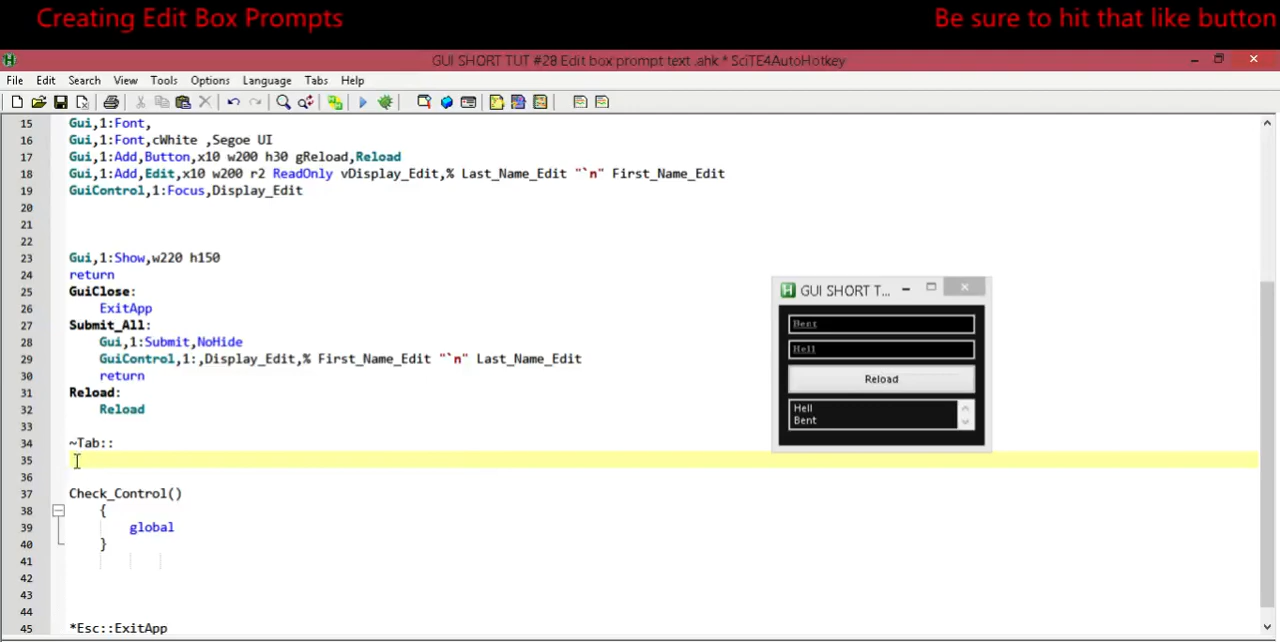 Creating Edit Box Prompts
Be sure to hit that like button
GUI SHORT TUT #28 Edit box prompt text .ahk * SciTE4AutoHotkey
File Edit Search View Tools Options Language Tabs Help
15 Gui,1:Font,
16 Gui,1:Font,cWhite ,Segoe UI
17 Gui,1:Add,Button,x10 w200 h30 gReload,Reload
18 Gui,1:Add,Edit,x10 w200 r2 ReadOnly vDisplay_Edit,% Last_Name_Edit "`n" First_Name_Edit
19 GuiControl,1:Focus,Display_Edit
20
21
22
23 Gui,1:Show,w220 h150
24 return
25 GuiClose:
26 ExitApp
27 Submit_All:
28 Gui,1:Submit,NoHide
29 GuiControl,1:,Display_Edit,% First_Name_Edit "`n" Last_Name_Edit
30 return
31 Reload:
32 Reload
33
34 ~Tab::
35
36
37 Check_Control()
38 {
39 global
40 }
41
42
43
44
45 *Esc::ExitApp
GUI SHORT T...
Bent
Hell
Reload
Hell
Bent